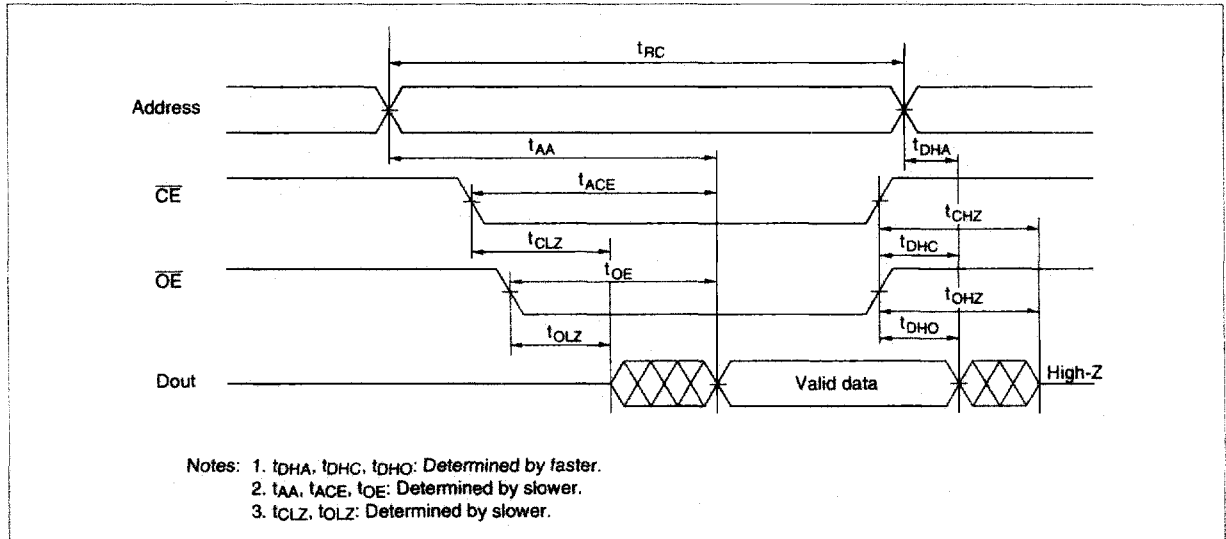 tRC
Address
tAA
tDHA
CE
tACE
tCHZ
tCLZ
tDHC
OE
tOE
tOHZ
tOLZ
tDHO
Dout
Valid data
High-Z
Notes: 1. tDHA, tDHC, tDHO: Determined by faster.
2. tAA, tACE, tOE: Determined by slower.
3. tCLZ, tOLZ: Determined by slower.